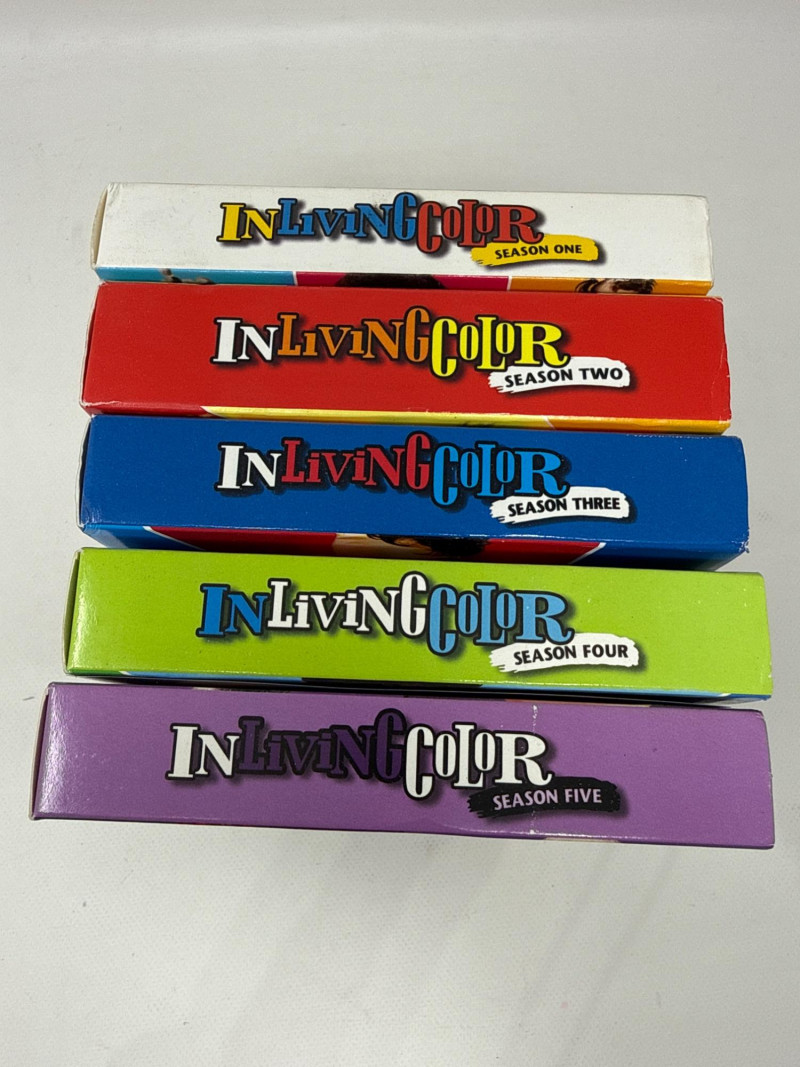 IN LiViNG COLOR
SEASON ONE
IN LiViNG COLOR
SEASON TWO
IN LiViNG COLOR
SEASON THREE
IN LiViNG COLOR
SEASON FOUR
IN LiViNG COLOR
SEASON FIVE